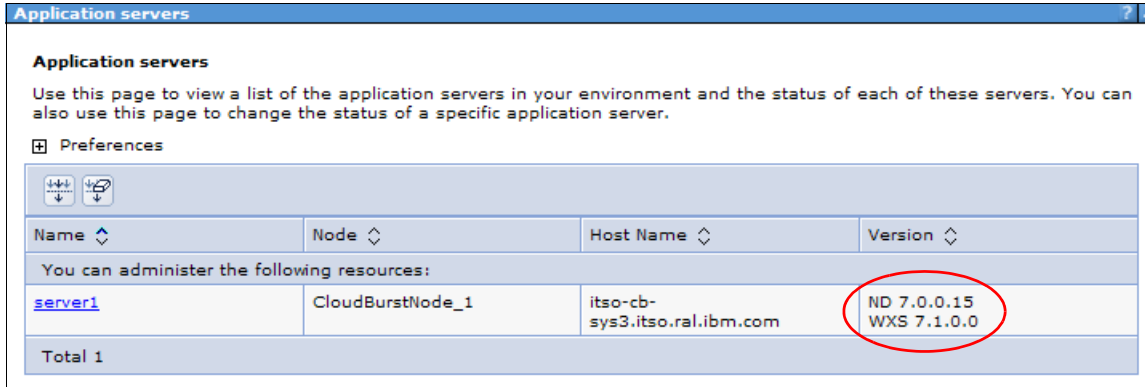 Application servers ?
Application servers
Use this page to view a list of the application servers in your environment and the status of each of these servers. You can
also use this page to change the status of a specific application server.
Preferences
Name Node Host Name Version
You can administer the following resources:
server1 CloudBurstNode_1 itso-cb- ND 7.0.0.15
sys3.itso.ral.ibm.com WXS 7.1.0.0
Total 1